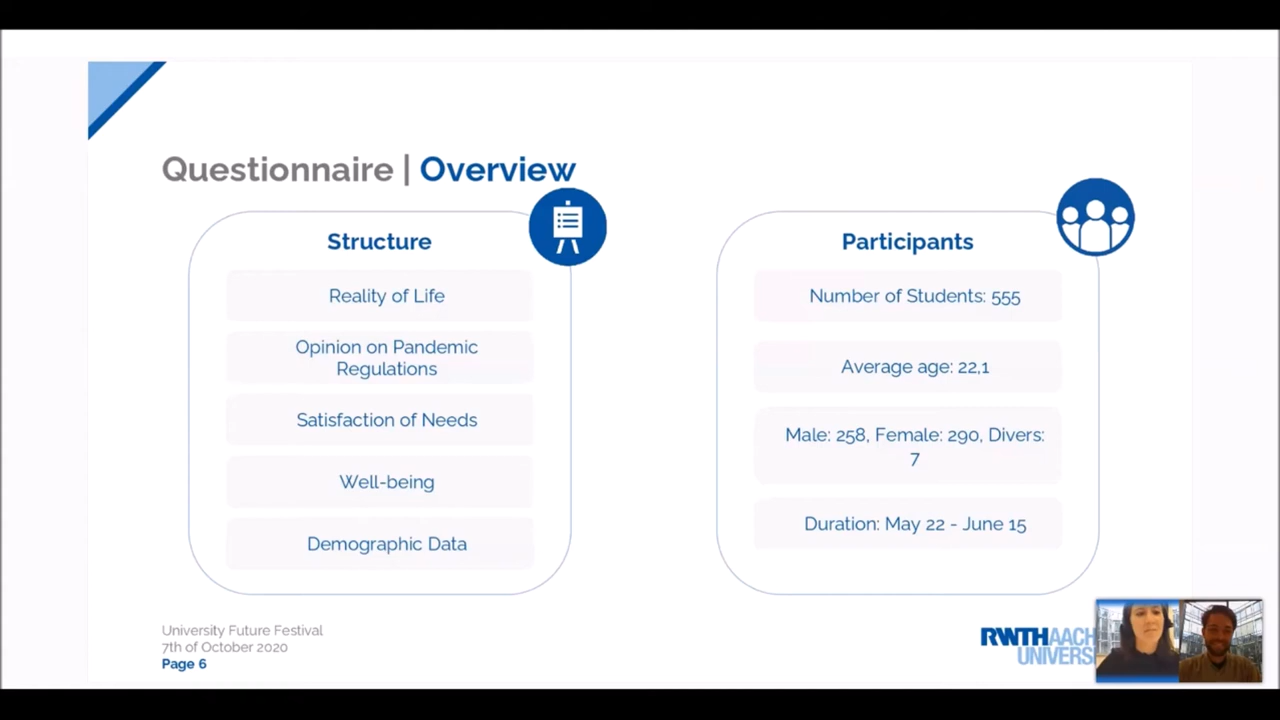 Questionnaire | Overview
Structure
Reality of Life
Opinion on Pandemic
Regulations
Satisfaction of Needs
Well-being
Demographic Data
Participants
Number of Students: 555
Average age: 22,1
Male: 258, Female: 290, Divers:
7
Duration: May 22 - June 15
University Future Festival
7th of October 2020
Page 6
RWTHAACH
UNIVERS